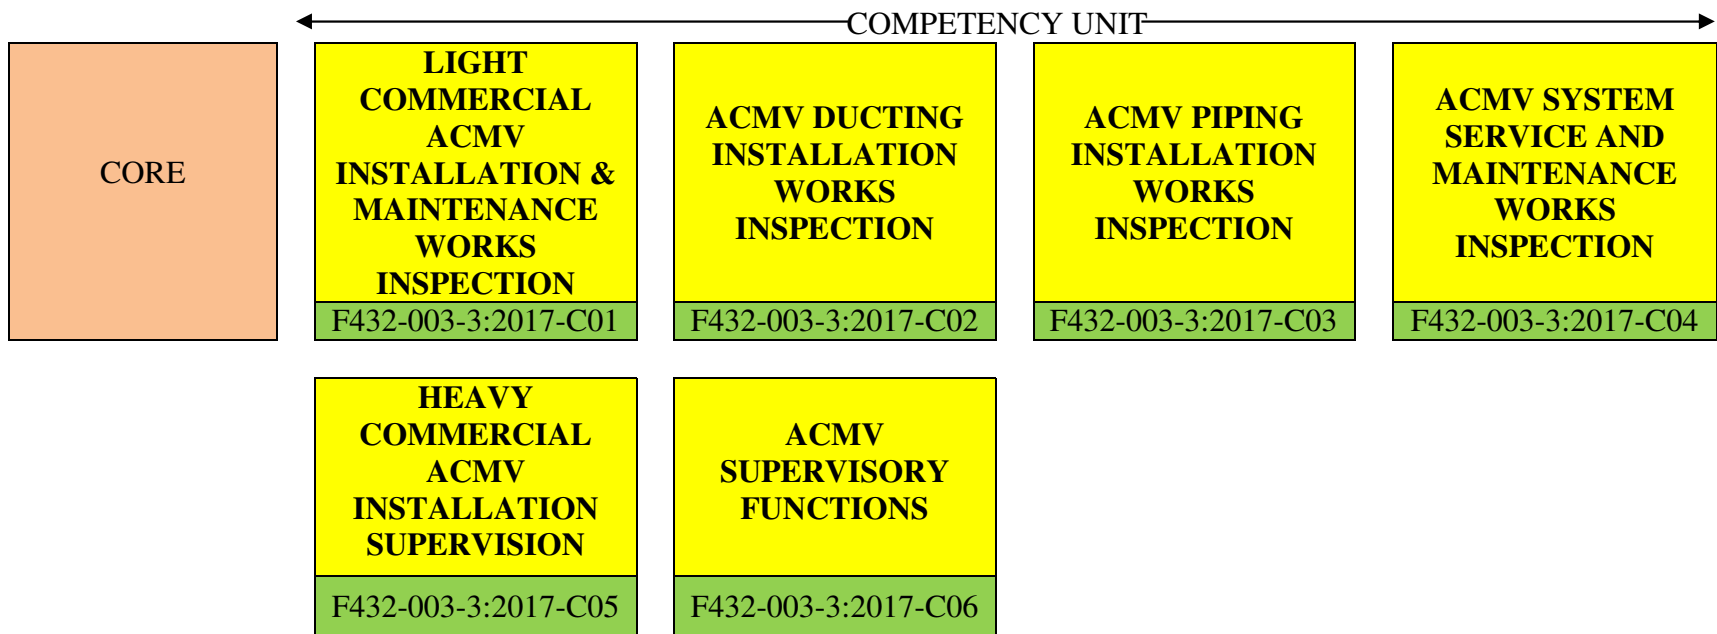 COMPETENCY UNIT
CORE
LIGHT
COMMERCIAL
ACMV
INSTALLATION &
MAINTENANCE
WORKS
INSPECTION
F432-003-3:2017-C01
ACMV DUCTING
INSTALLATION
WORKS
INSPECTION
F432-003-3:2017-C02
ACMV PIPING
INSTALLATION
WORKS
INSPECTION
F432-003-3:2017-C03
ACMV SYSTEM
SERVICE AND
MAINTENANCE
WORKS
INSPECTION
F432-003-3:2017-C04
HEAVY
COMMERCIAL
ACMV
INSTALLATION
SUPERVISION
F432-003-3:2017-C05
ACMV
SUPERVISORY
FUNCTIONS
F432-003-3:2017-C06